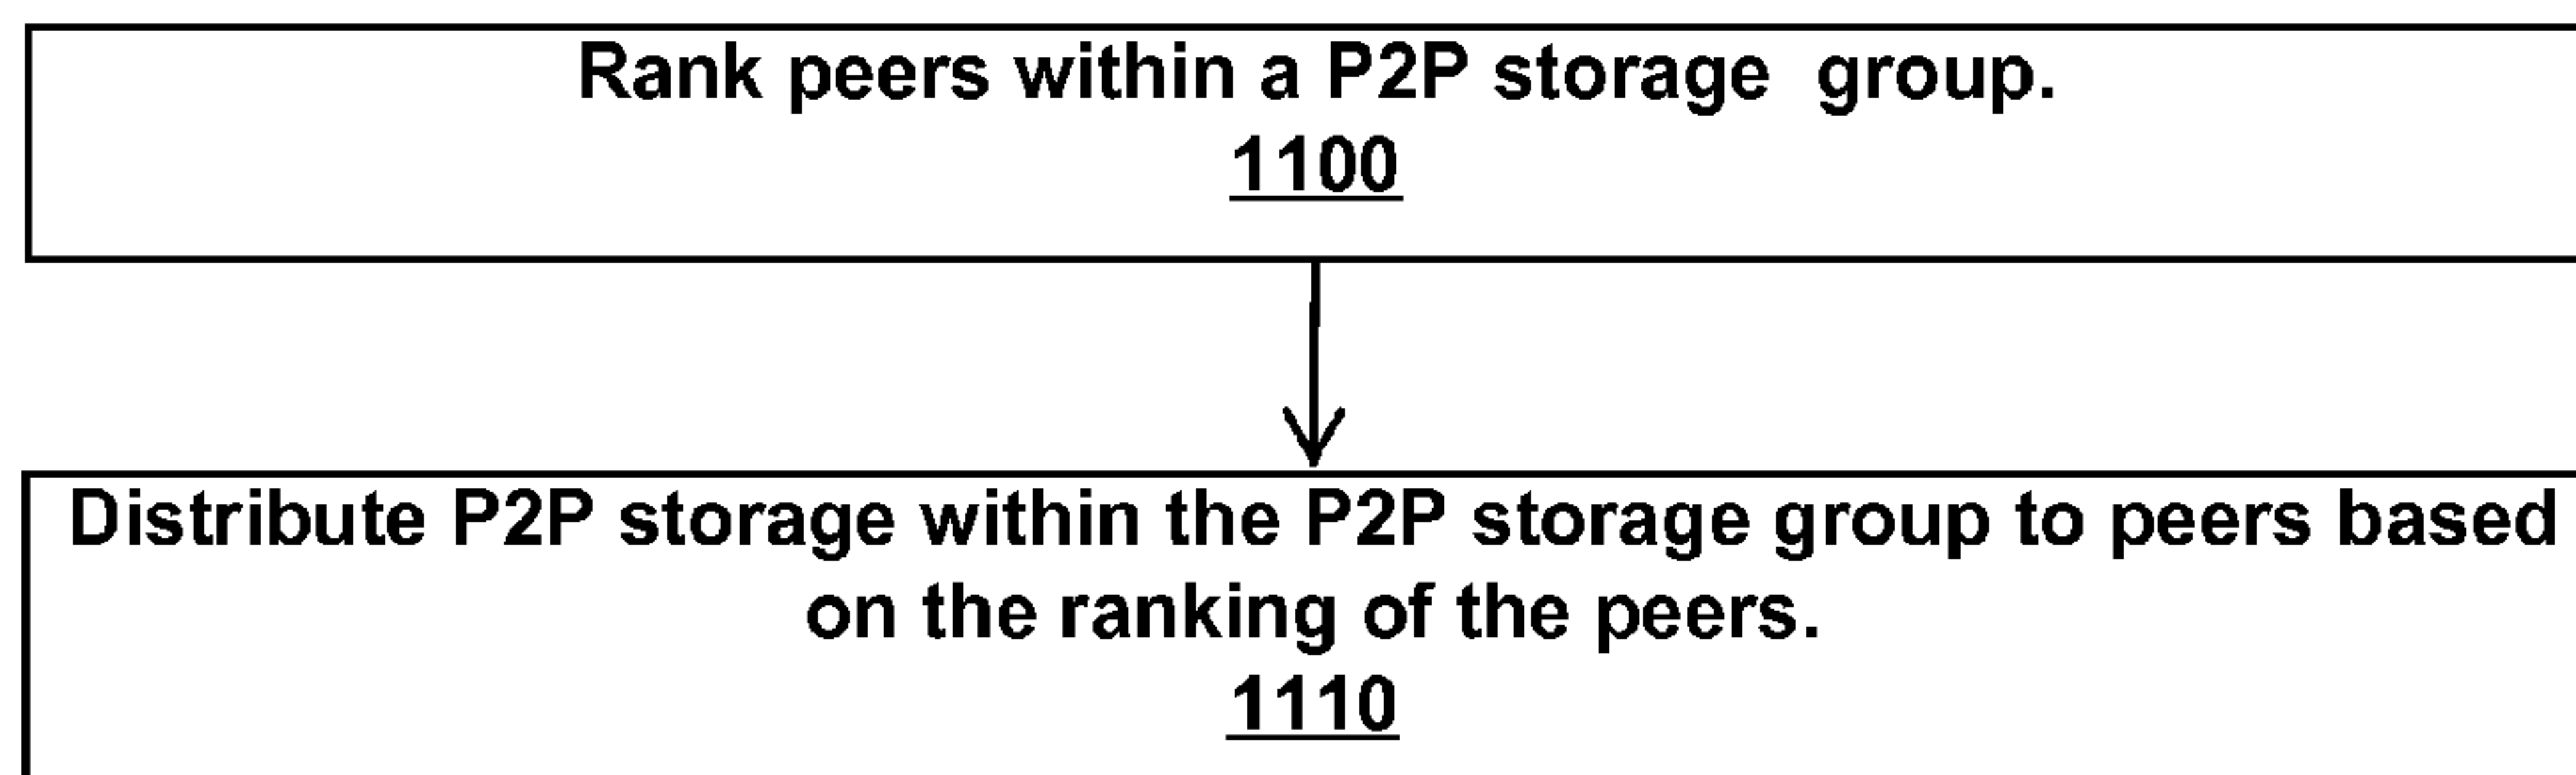 Rank peers within a P2P storage group.
1100
Distribute P2P storage within the P2P storage group to peers based
on the ranking of the peers.
1110